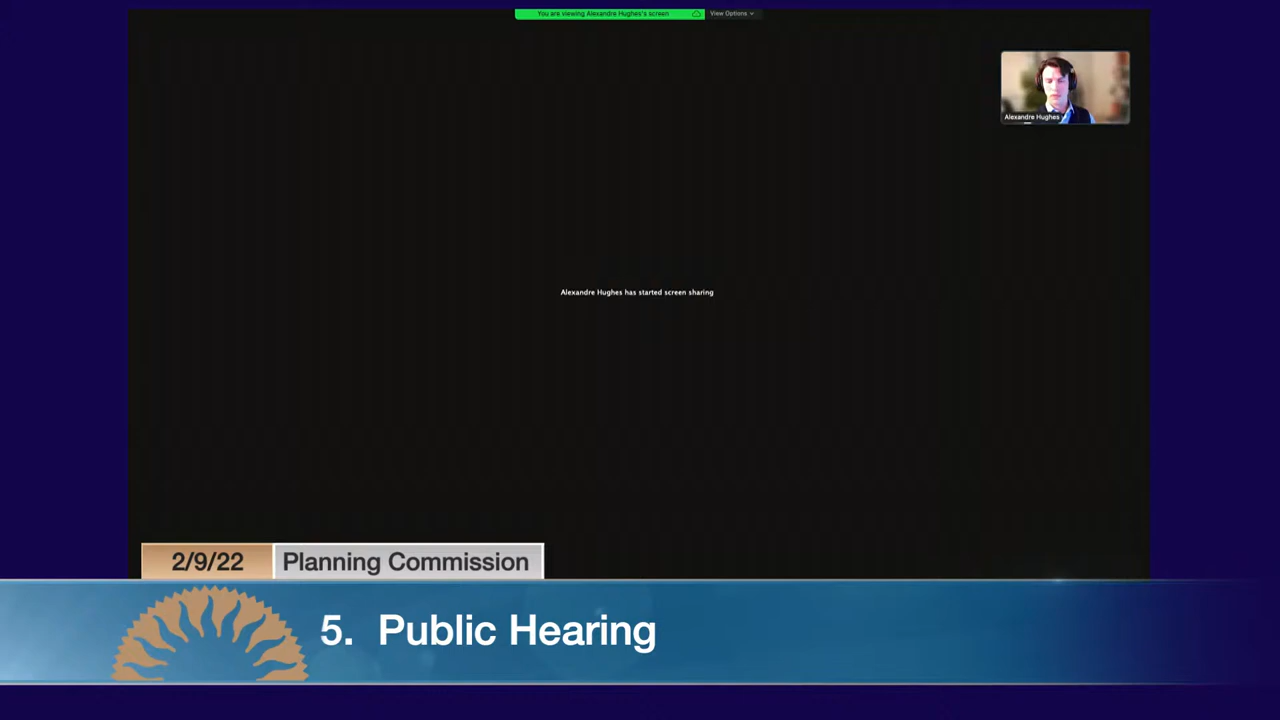 You are viewing Alexandre Hughes's screen
View Options
Alexandre Hughes
Alexandre Hughes has started screen sharing
2/9/22
Planning Commission
5. Public Hearing